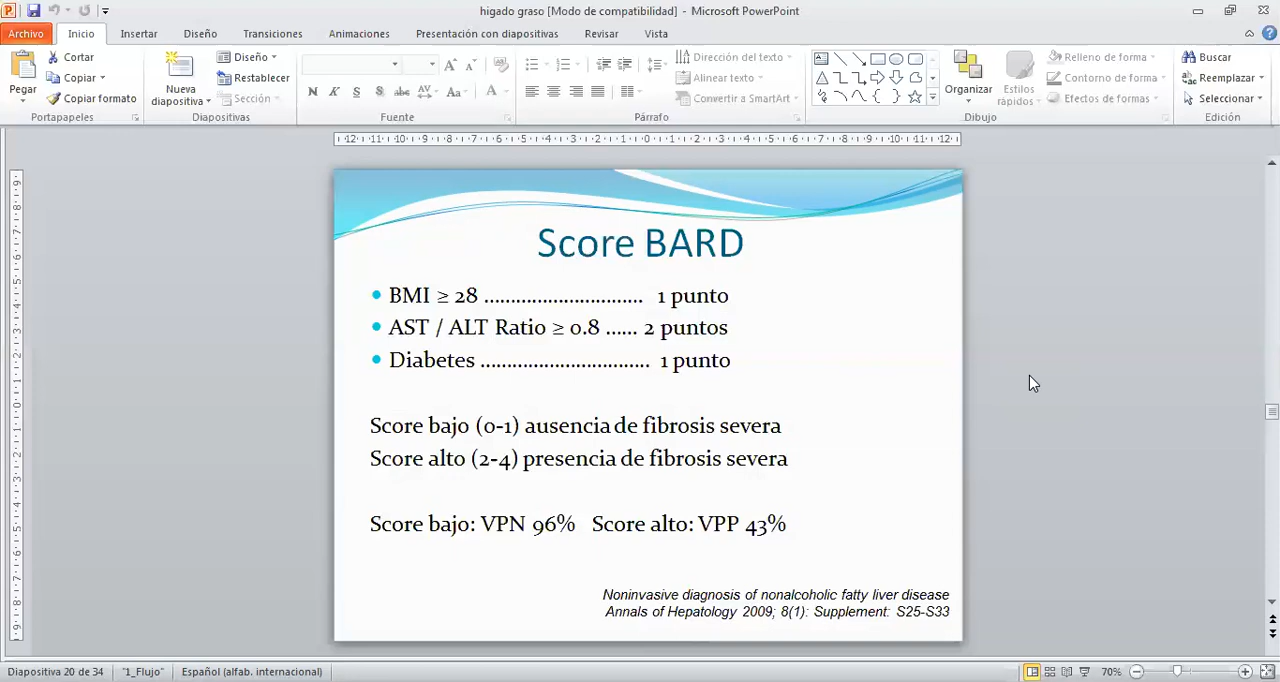 higado graso [Modo de compatibilidad] - Microsoft PowerPoint
Archivo Inicio Insertar Diseño Transiciones Animaciones Presentación con diapositivas Revisar Vista
Pegar
Cortar
Copiar
Copiar formato
Portapapeles
Nueva diapositiva
Diseño
Restablecer
Sección
Diapositivas
N K S S abc AV Aa A
Fuente
Dirección del texto
Alinear texto
Convertir a SmartArt
Párrafo
Organizar
Estilos rápidos
Relleno de forma
Contorno de forma
Efectos de formas
Dibujo
Buscar
Reemplazar
Seleccionar
Edición
Score BARD
• BMI ≥ 28 .............................. 1 punto
• AST / ALT Ratio ≥ 0.8 ...... 2 puntos
• Diabetes ................................ 1 punto
Score bajo (0-1) ausencia de fibrosis severa
Score alto (2-4) presencia de fibrosis severa
Score bajo: VPN 96% Score alto: VPP 43%
Noninvasive diagnosis of nonalcoholic fatty liver disease
Annals of Hepatology 2009; 8(1): Supplement: S25-S33
Diapositiva 20 de 34 "1_Flujo" Español (alfab. internacional) 70%